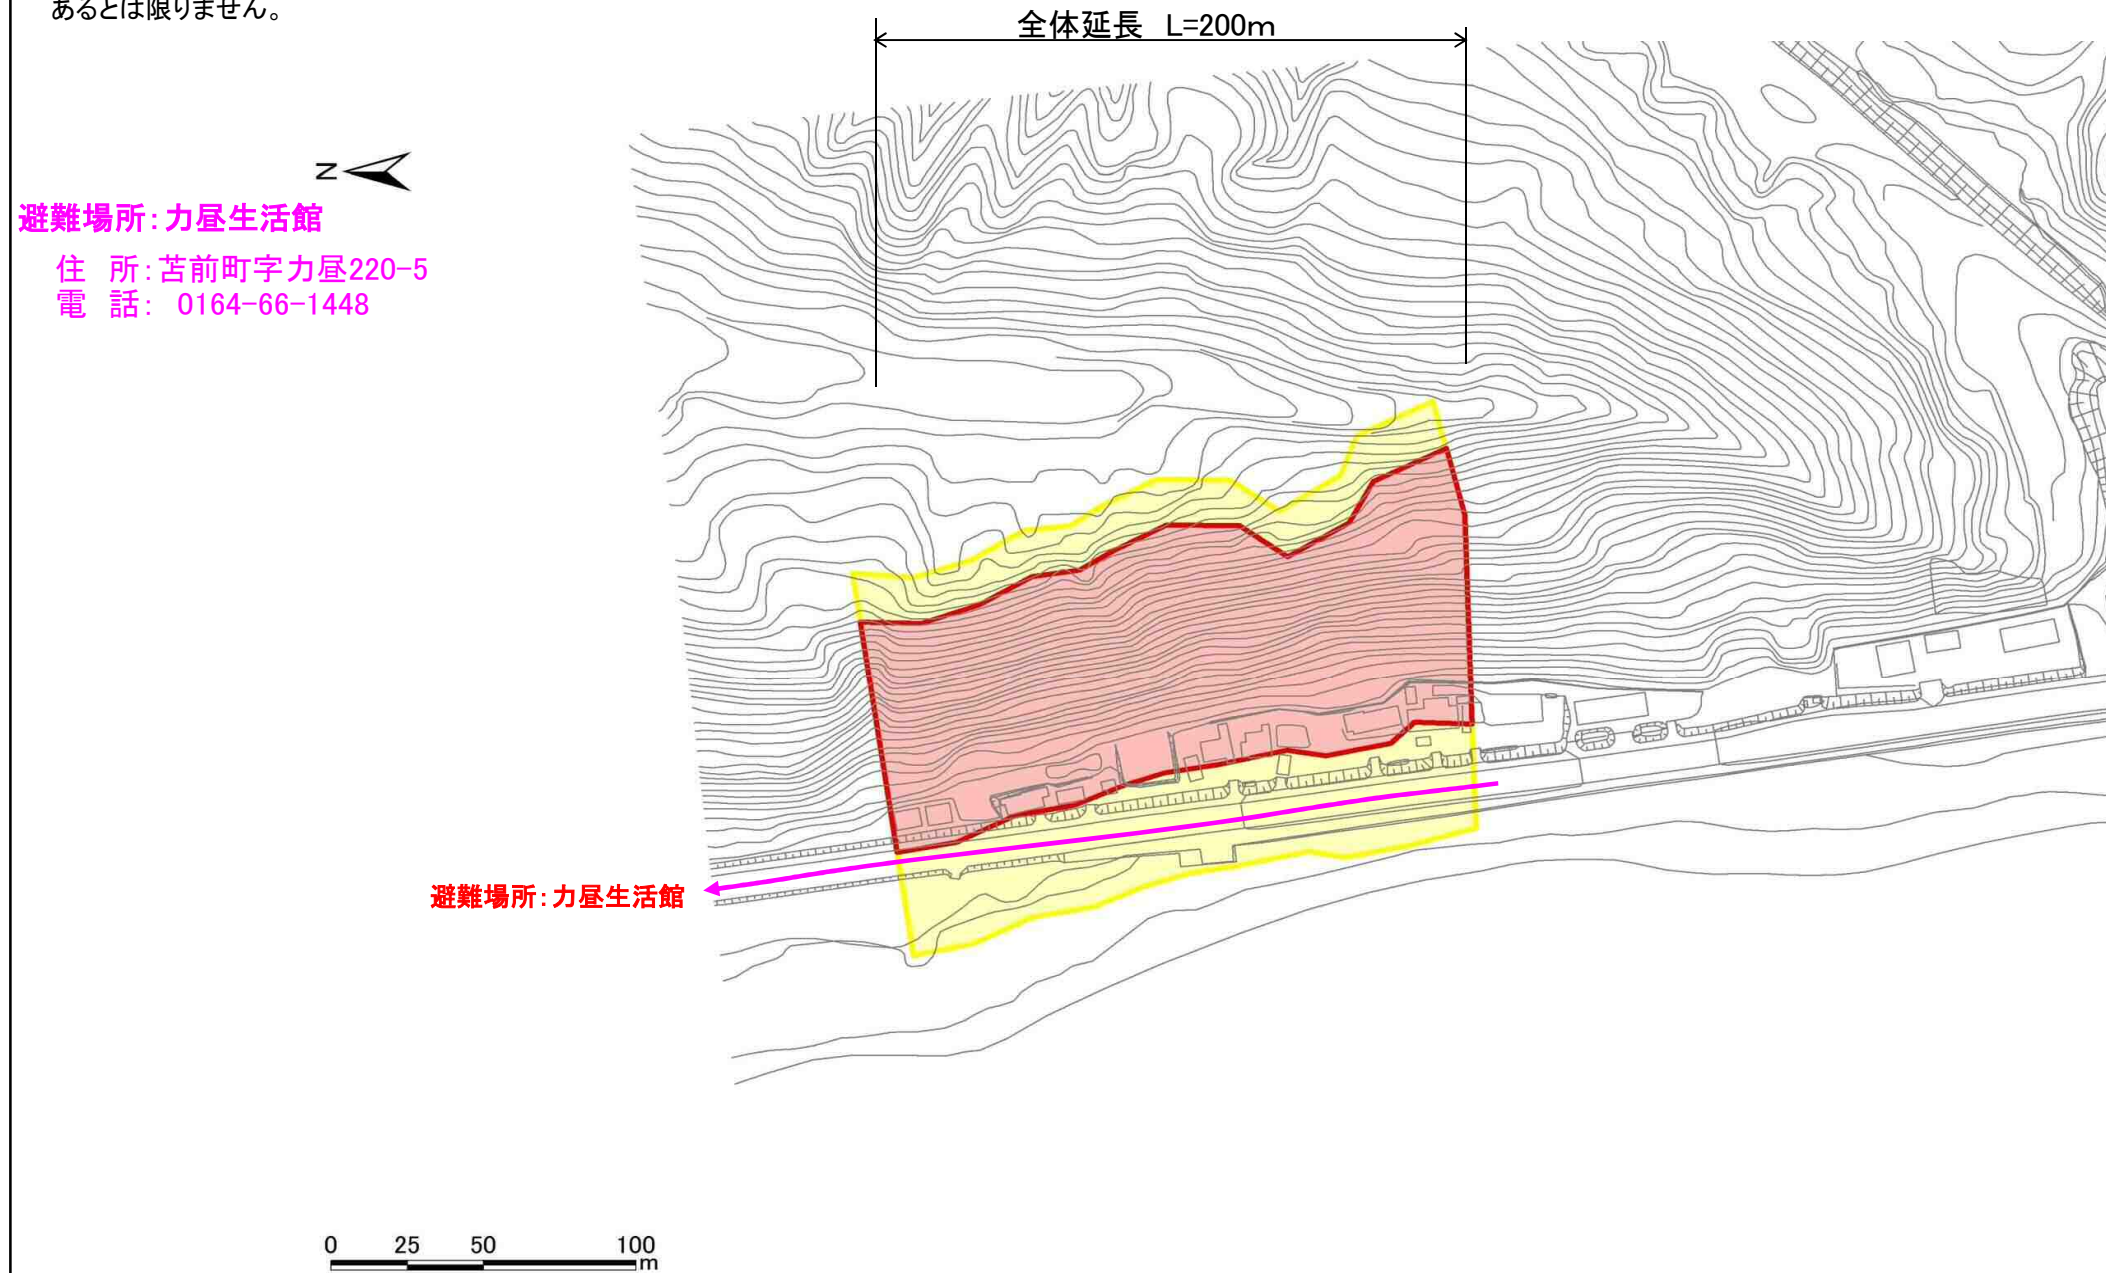 あるとは限りません。
全体延長 L=200m
N
避難場所：力昼生活館
住 所：苫前町字力昼220-5
電 話： 0164-66-1448
避難場所：力昼生活館
0 25 50 100
m